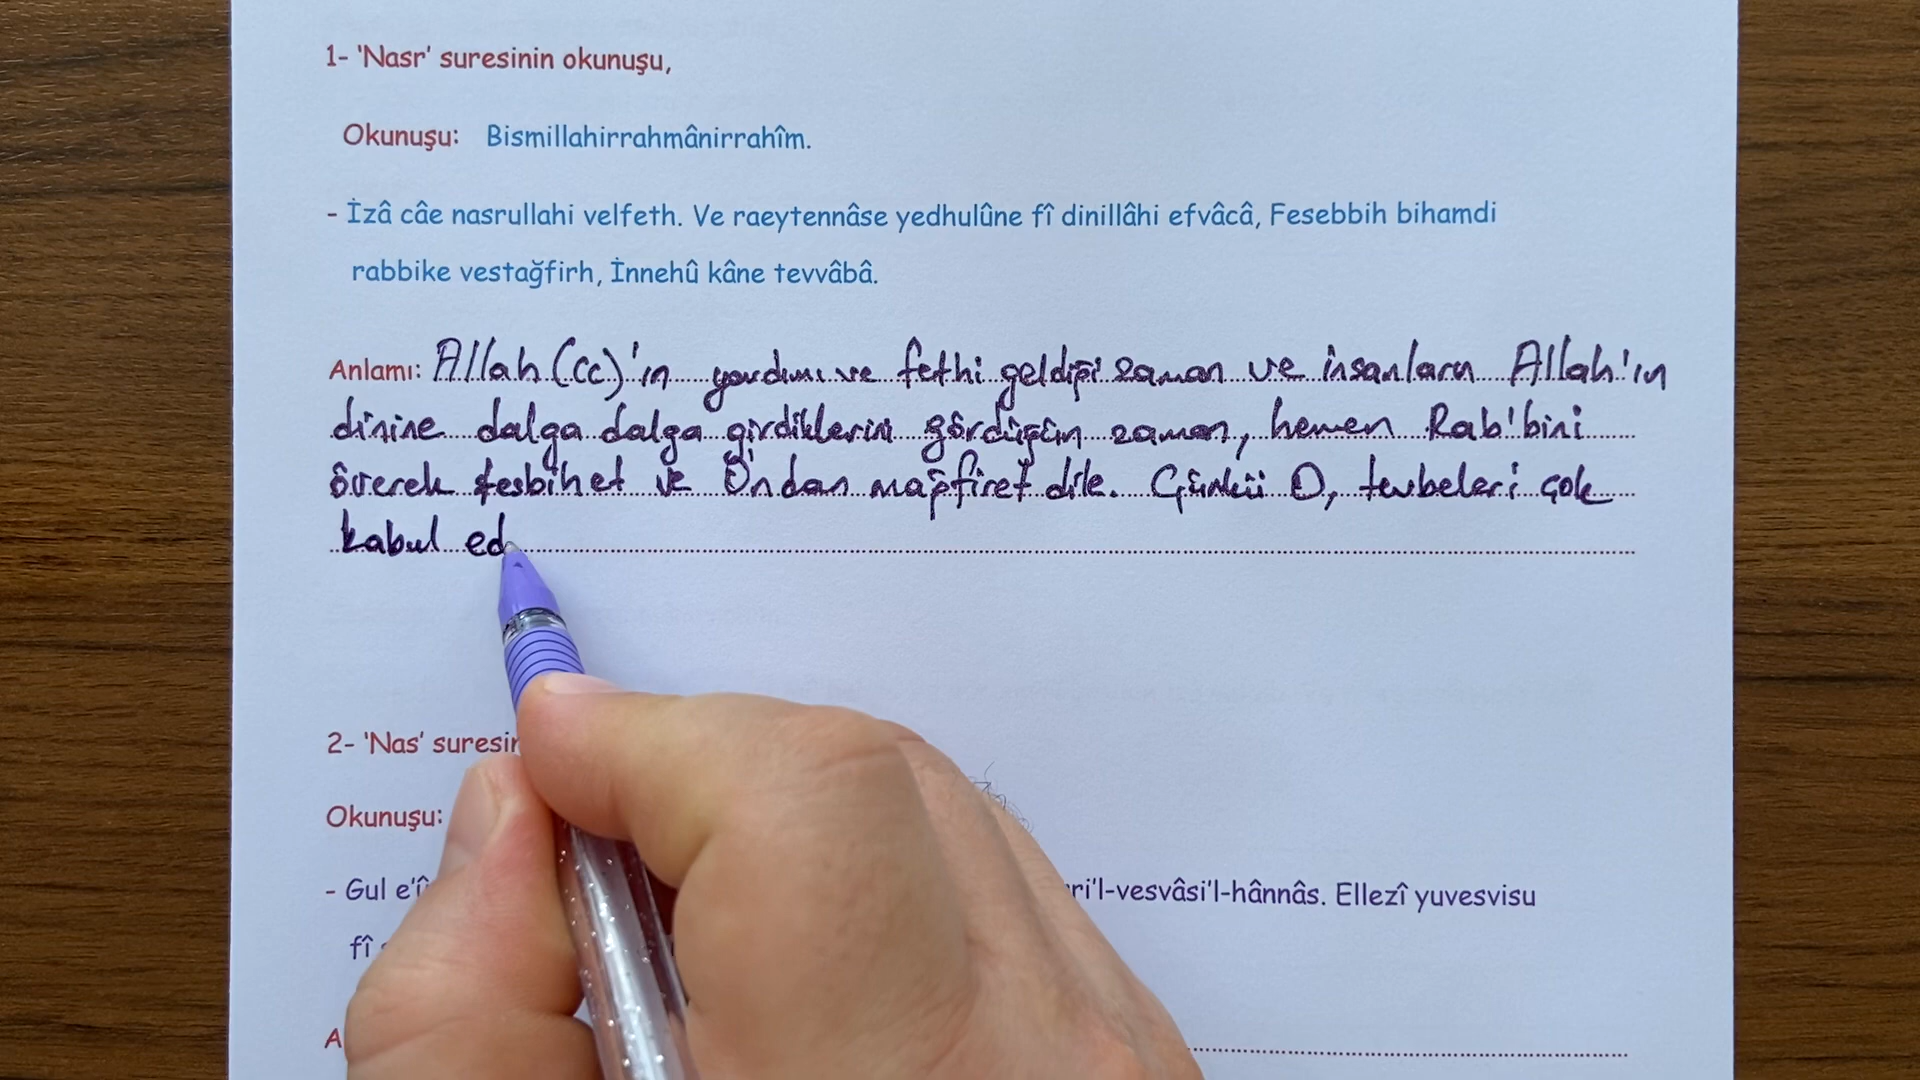 1- 'Nasr' suresinin okunuşu,
Okunuşu: Bismillahirrahmânirrahîm.
- İzâ câe nasrullahi velfeth. Ve raeytennâse yedhulûne fî dinillâhi efvâcâ, Fesebbih bihamdi
rabbike vestağfirh, İnnehû kâne tevvâbâ.
Anlamı: Allah (cc)'ın yardımı ve fethi geldiği zaman ve insanların Allah'ın
dinine dalga dalga girdiklerini gördüğün zaman, hemen Rab'bini
överek tesbih et ve O'ndan mağfiret dile. Çünkü O, tevbeleri çok
kabul ed
2- 'Nas' suresin
Okunuşu:
- Gul e'û ri'l-vesvâsi'l-hânnâs. Ellezî yuvesvisu
fî
A